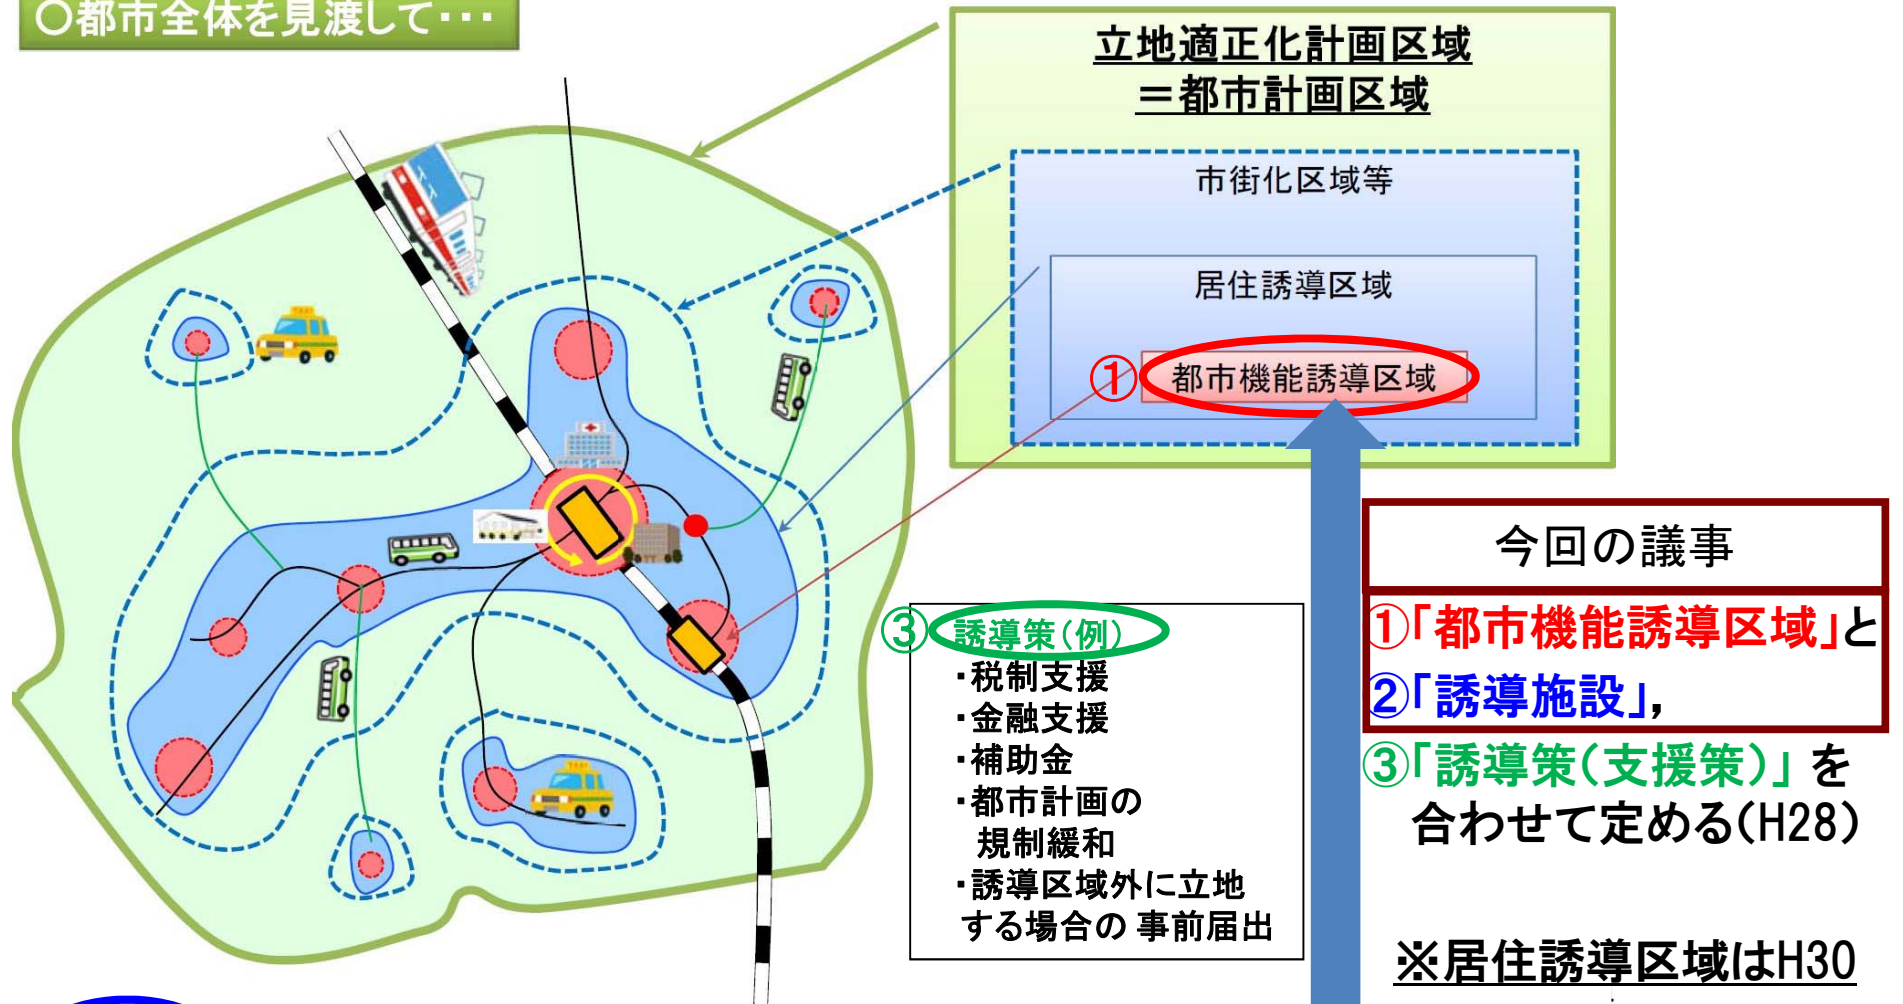 〇都市全体を見渡して・・・
立地適正化計画区域
＝都市計画区域
市街化区域等
居住誘導区域
①都市機能誘導区域
③誘導策（例）
・税制支援
・金融支援
・補助金
・都市計画の
規制緩和
・誘導区域外に立地
する場合の 事前届出
今回の議事
①「都市機能誘導区域」と
②「誘導施設」，
③「誘導策（支援策）」を
合わせて定める（H28）
※居住誘導区域はH30
TAXI